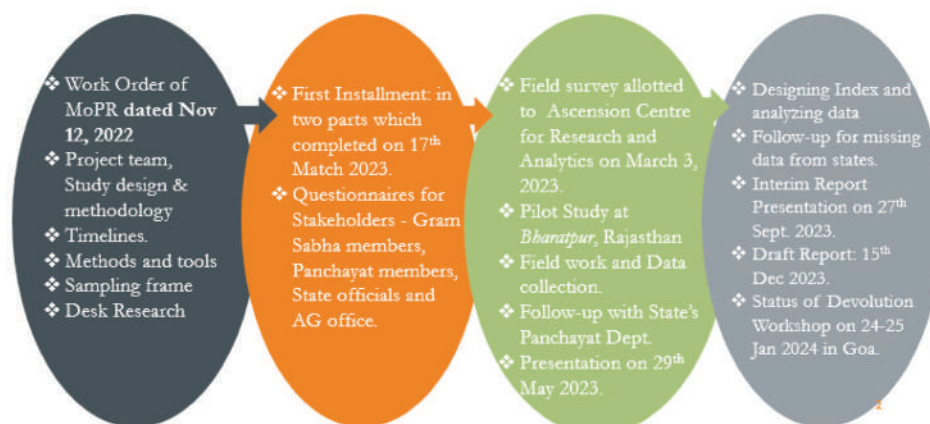 ❖ Work Order of
MoPR dated Nov
12, 2022
❖ Project team,
Study design &
methodology
❖ Timelines.
❖ Methods and tools
❖ Sampling frame
❖ Desk Research
❖ First Installment: in
two parts which
completed on 17th
Match 2023.
❖ Questionnaires for
Stakeholders - Gram
Sabha members,
Panchayat members,
State officials and
AG office.
❖ Field survey allotted
to Ascension Centre
for Research and
Analytics on March 3,
2023.
❖ Pilot Study at
Bharatpur, Rajasthan
❖ Field work and Data
collection.
❖ Follow-up with State's
Panchayat Dept.
❖ Presentation on 29th
May 2023.
❖ Designing Index and
analyzing data
❖ Follow-up for missing
data from states.
❖ Interim Report
Presentation on 27th
Sept. 2023.
❖ Draft Report: 15th
Dec 2023.
❖ Status of Devolution
Workshop on 24-25
Jan 2024 in Goa.